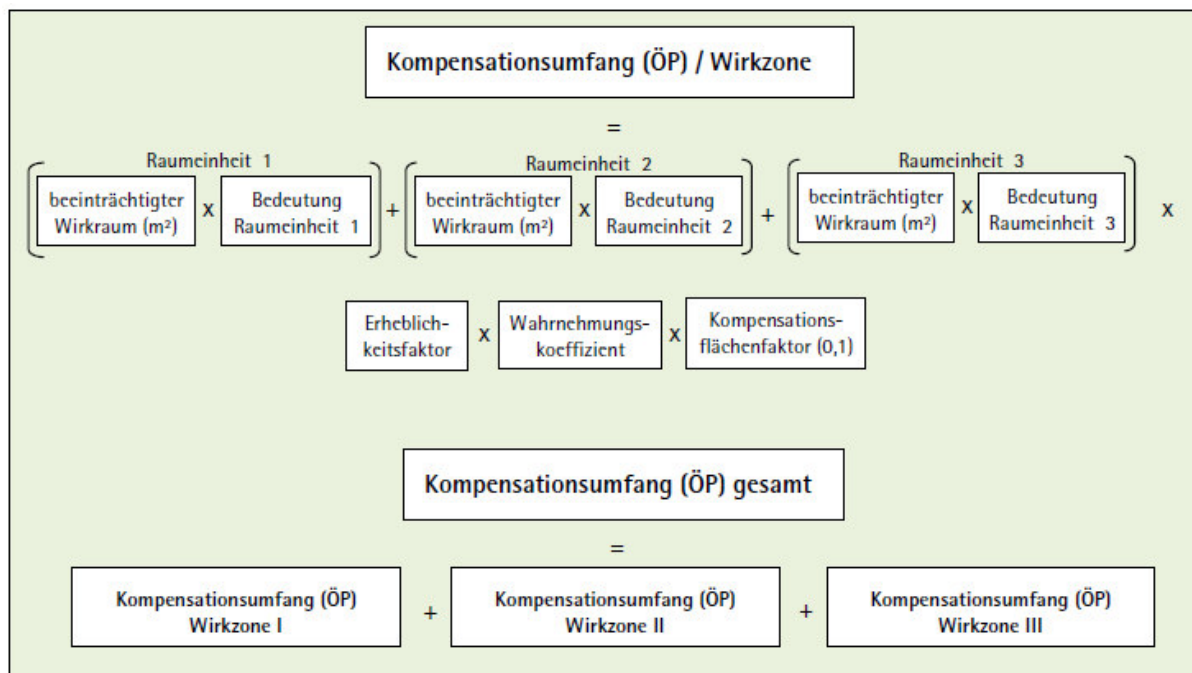 Kompensationsumfang (ÖP) / Wirkzone
=
Raumeinheit 1
Raumeinheit 2
Raumeinheit 3
beeinträchtigter
Wirkraum (m²)
x
Bedeutung
Raumeinheit 1
+
beeinträchtigter
Wirkraum (m²)
x
Bedeutung
Raumeinheit 2
+
beeinträchtigter
Wirkraum (m²)
x
Bedeutung
Raumeinheit 3
x
Erheblich-
keitsfaktor
x
Wahrnehmungs-
koeffizient
x
Kompensations-
flächenfaktor (0,1)
Kompensationsumfang (ÖP) gesamt
=
Kompensationsumfang (ÖP)
Wirkzone I
+
Kompensationsumfang (ÖP)
Wirkzone II
+
Kompensationsumfang (ÖP)
Wirkzone III